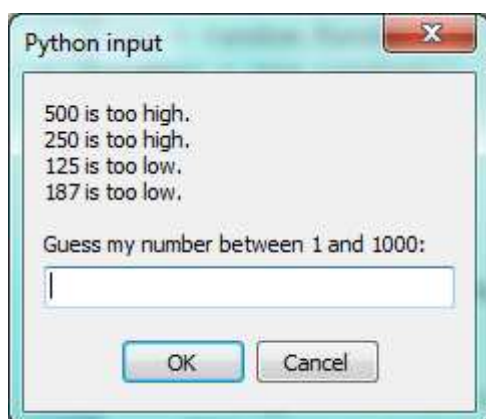 Python input
500 is too high.
250 is too high.
125 is too low.
187 is too low.
Guess my number between 1 and 1000:
OK
Cancel